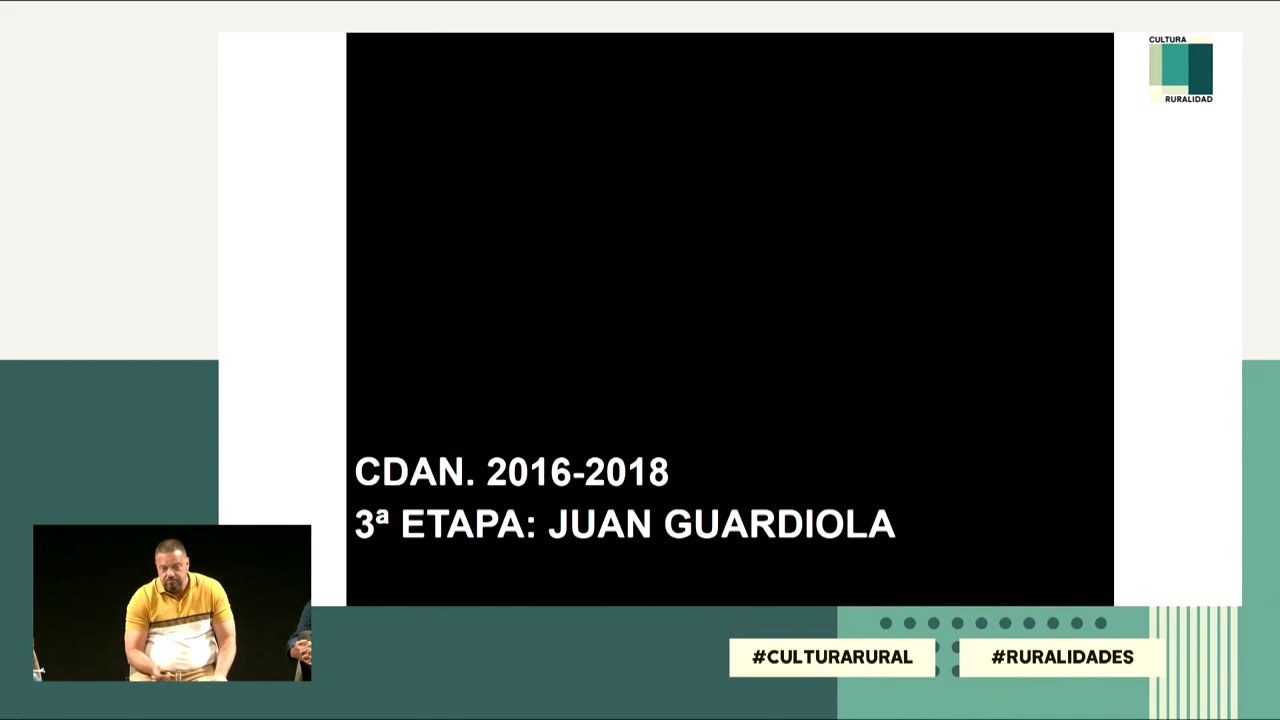 CULTURA
RURALIDAD
CDAN. 2016-2018
3ª ETAPA: JUAN GUARDIOLA
#CULTURARURAL
#RURALIDADES